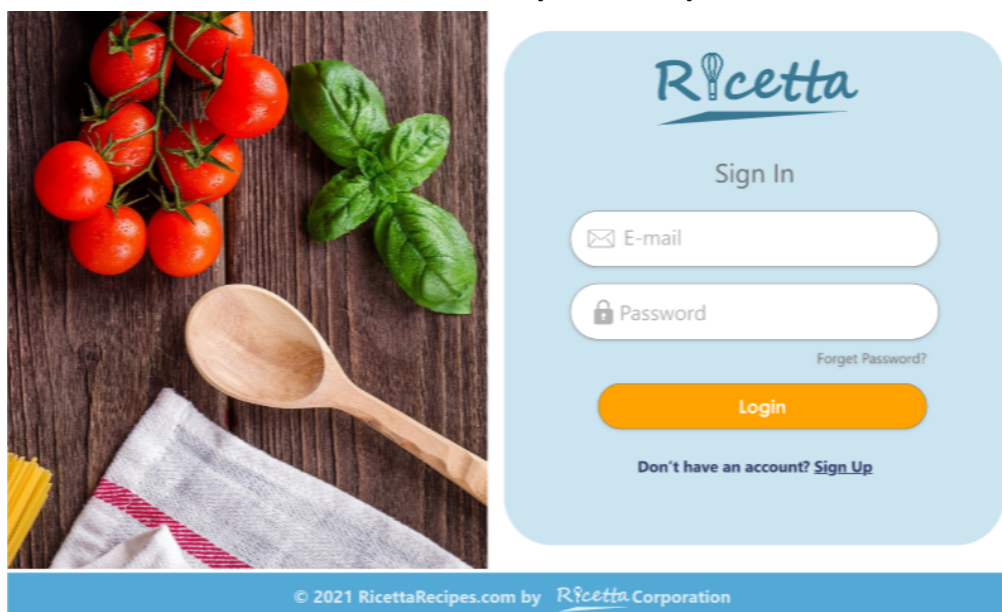 Ricetta
Sign In
E-mail
Password
Forget Password?
Login
Don't have an account? Sign Up
© 2021 RicettaRecipes.com by Ricetta Corporation